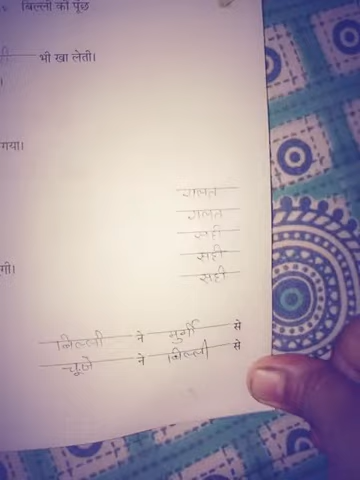 बिल्ली की पूँछ
भी खा लेती।
गया।
गलत
गलत
सही
सही
गी।
सही
बिल्ली ने मुर्गी से
चूजे ने बिल्ली से